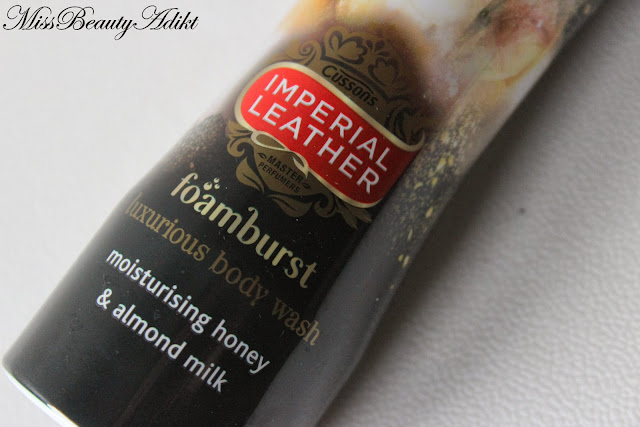 MissBeautyAdikt
Cussons
IMPERIAL
LEATHER
MASTER
PERFUMERS
foamburst
luxurious body wash
moisturising honey
& almond milk